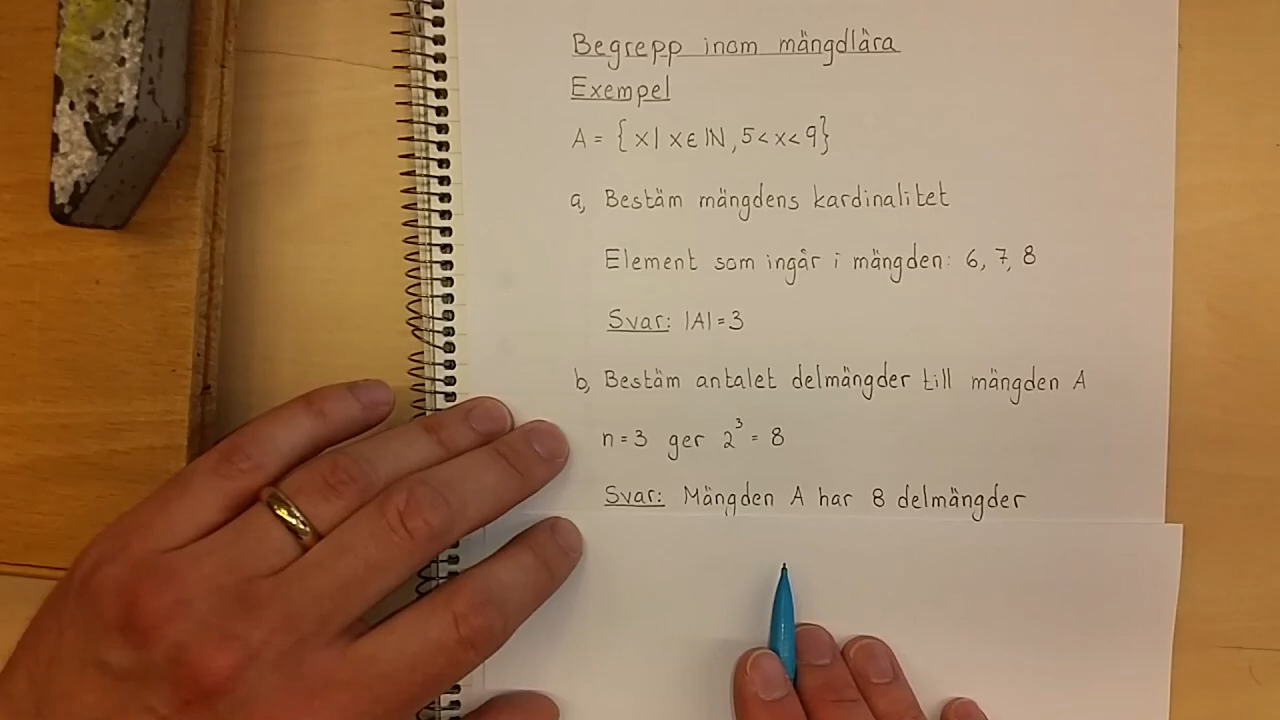 Begrepp inom mängdlära
Exempel
A = { x | x ∈ ℕ, 5 < x < 9}
a, Bestäm mängdens kardinalitet
Element som ingår i mängden: 6, 7, 8
Svar: |A| = 3
b, Bestäm antalet delmängder till mängden A
n = 3 ger 2³ = 8
Svar: Mängden A har 8 delmängder